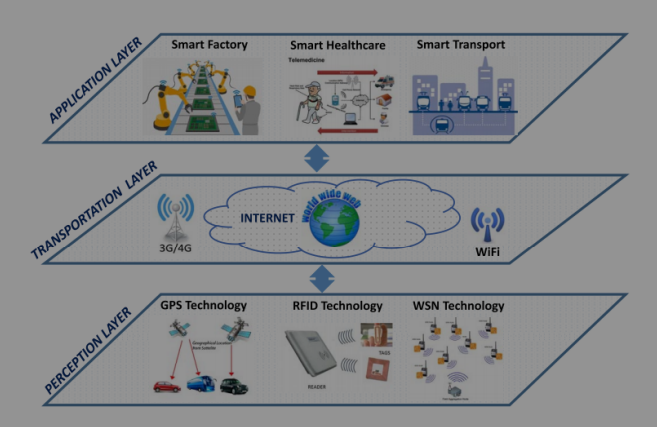 APPLICATION LAYER
Smart Factory
Smart Healthcare
Smart Transport
Telemedicine
TRANSPORTATION LAYER
3G/4G
INTERNET
world wide web
WiFi
PERCEPTION LAYER
GPS Technology
RFID Technology
WSN Technology
READER
TAGS